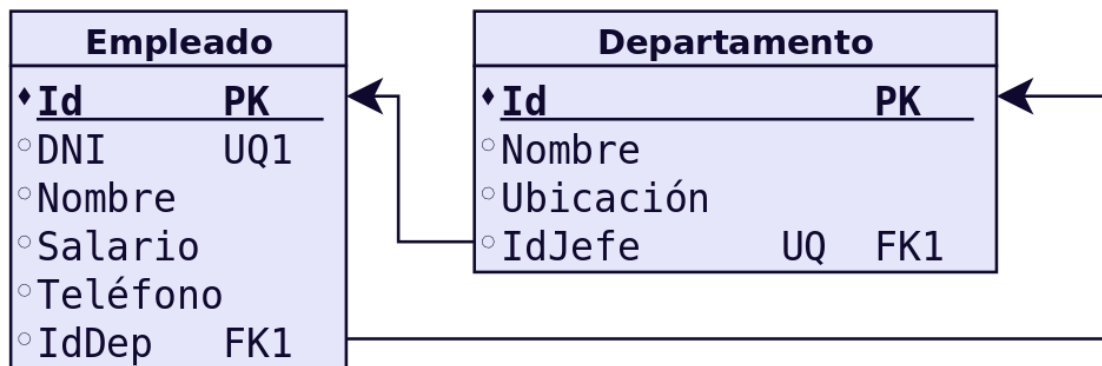 Empleado
Id PK
DNI UQ1
Nombre
Salario
Teléfono
IdDep FK1
Departamento
Id PK
Nombre
Ubicación
IdJefe UQ FK1